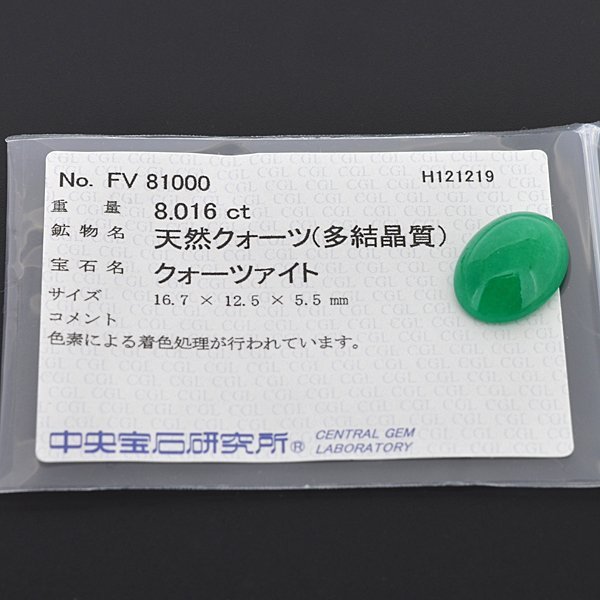 No. FV 81000 H121219
重量 8.016 ct
鉱物名 天然クォーツ(多結晶質)
宝石名 クォーツァイト
サイズ 16.7 × 12.5 × 5.5 mm
コメント
色素による着色処理が行われています。
中央宝石研究所® CENTRAL GEM
LABORATORY